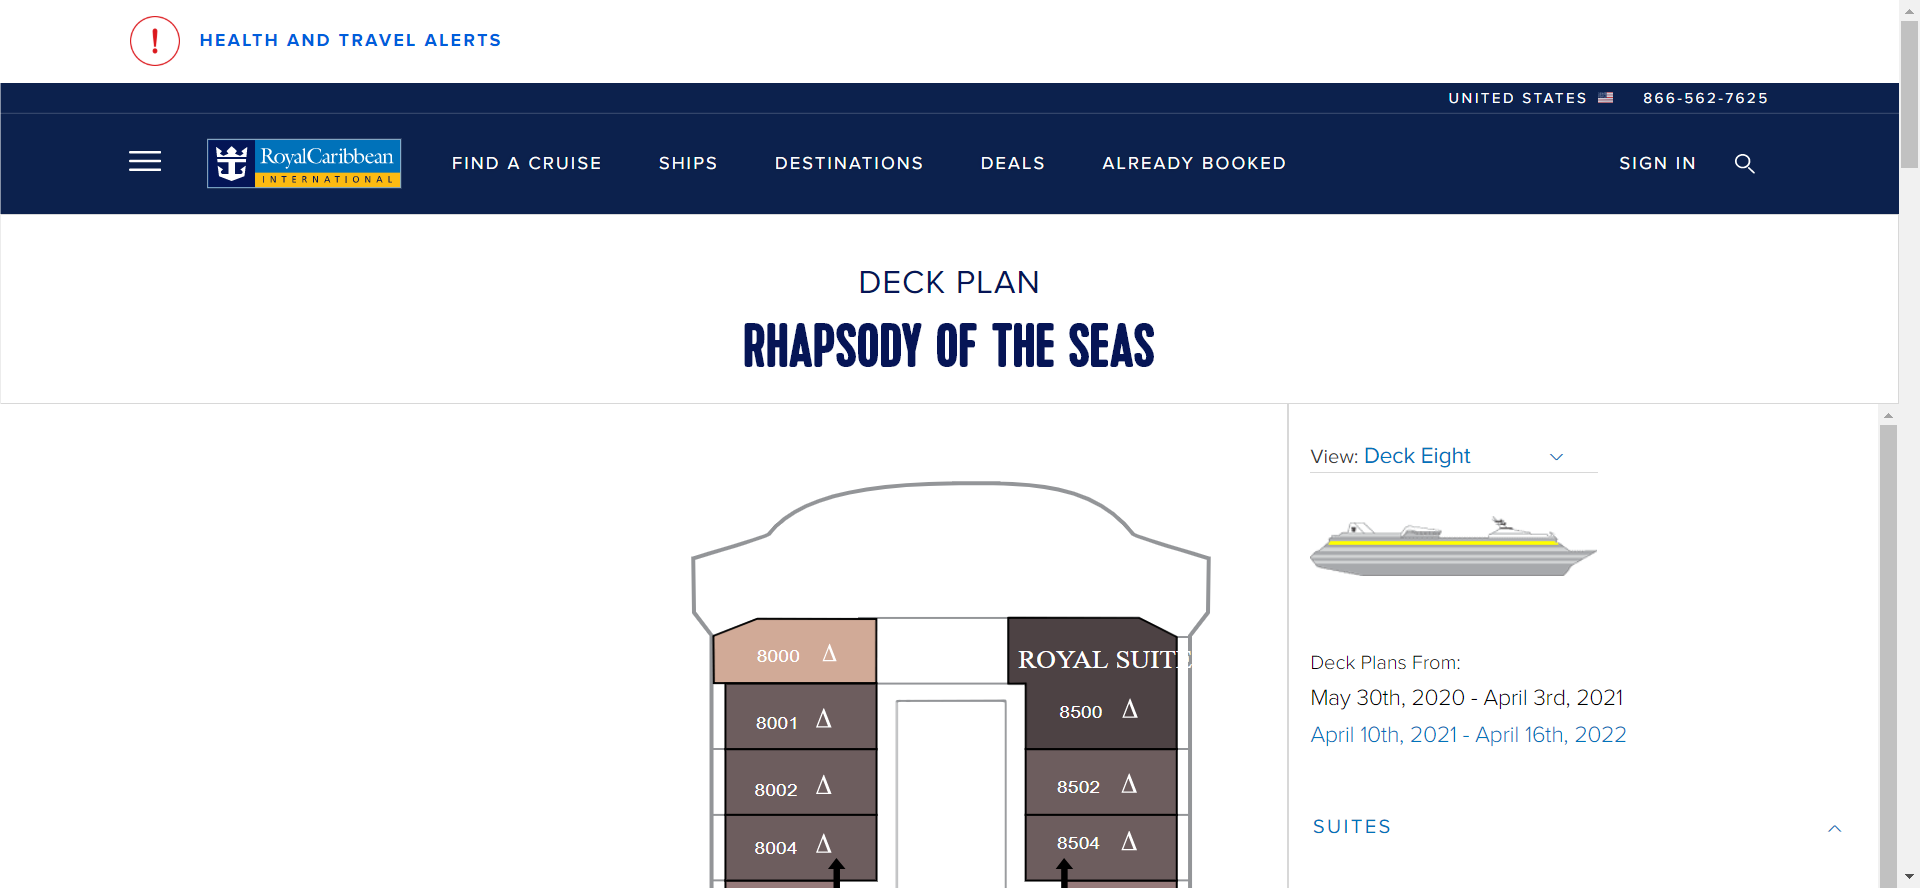 HEALTH AND TRAVEL ALERTS
UNITED STATES 866-562-7625
RoyalCaribbean
INTERNATIONAL
FIND A CRUISE SHIPS DESTINATIONS DEALS ALREADY BOOKED SIGN IN
DECK PLAN
RHAPSODY OF THE SEAS
View: Deck Eight
8000
ROYAL SUITE
8001
8500
8002
8502
8004
8504
Deck Plans From:
May 30th, 2020 - April 3rd, 2021
April 10th, 2021 - April 16th, 2022
SUITES